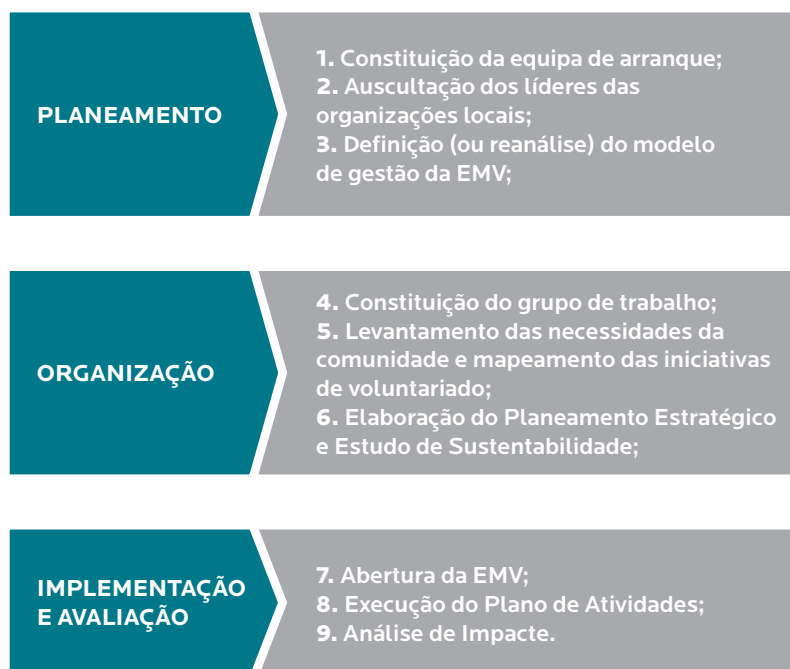 PLANEAMENTO
1. Constituição da equipa de arranque;
2. Auscultação dos líderes das
organizações locais;
3. Definição (ou reanálise) do modelo
de gestão da EMV;
ORGANIZAÇÃO
4. Constituição do grupo de trabalho;
5. Levantamento das necessidades da
comunidade e mapeamento das iniciativas
de voluntariado;
6. Elaboração do Planeamento Estratégico
e Estudo de Sustentabilidade;
IMPLEMENTAÇÃO
E AVALIAÇÃO
7. Abertura da EMV;
8. Execução do Plano de Atividades;
9. Análise de Impacte.